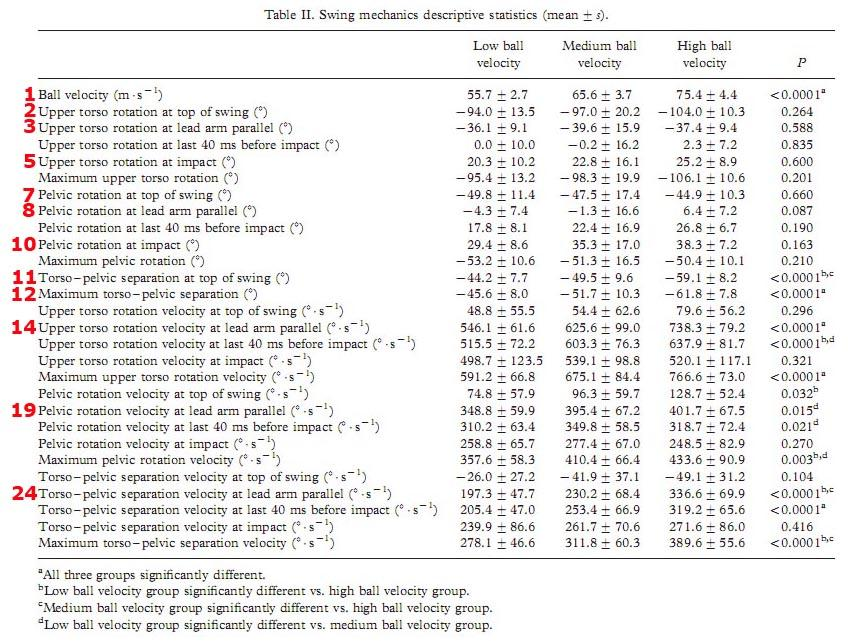 Table II. Swing mechanics descriptive statistics (mean ± s).
Low ball velocity Medium ball velocity High ball velocity P
1 Ball velocity (m·s⁻¹) 55.7 ± 2.7 65.6 ± 3.7 75.4 ± 4.4 <0.0001ᵃ
2 Upper torso rotation at top of swing (°) −94.0 ± 13.5 −97.0 ± 20.2 −104.0 ± 10.3 0.264
3 Upper torso rotation at lead arm parallel (°) −36.1 ± 9.1 −39.6 ± 15.9 −37.4 ± 9.4 0.588
Upper torso rotation at last 40 ms before impact (°) 0.0 ± 10.0 −0.2 ± 16.2 2.3 ± 7.2 0.835
5 Upper torso rotation at impact (°) 20.3 ± 10.2 22.8 ± 16.1 25.2 ± 8.9 0.600
Maximum upper torso rotation (°) −95.4 ± 13.2 −98.3 ± 19.9 −106.1 ± 10.6 0.201
7 Pelvic rotation at top of swing (°) −49.8 ± 11.4 −47.5 ± 17.4 −44.9 ± 10.3 0.660
8 Pelvic rotation at lead arm parallel (°) −4.3 ± 7.4 −1.3 ± 16.6 6.4 ± 7.2 0.087
Pelvic rotation at last 40 ms before impact (°) 17.8 ± 8.1 22.4 ± 16.9 26.8 ± 6.7 0.190
10 Pelvic rotation at impact (°) 29.4 ± 8.6 35.3 ± 17.0 38.3 ± 7.2 0.163
Maximum pelvic rotation (°) −53.2 ± 10.6 −51.3 ± 16.5 −50.4 ± 10.1 0.210
11 Torso–pelvic separation at top of swing (°) −44.2 ± 7.7 −49.5 ± 9.6 −59.1 ± 8.2 <0.0001ᵇ,ᶜ
12 Maximum torso–pelvic separation (°) −45.6 ± 8.0 −51.7 ± 10.3 −61.8 ± 7.8 <0.0001ᵃ
Upper torso rotation velocity at top of swing (°·s⁻¹) 48.8 ± 55.5 54.4 ± 62.6 79.6 ± 56.2 0.296
14 Upper torso rotation velocity at lead arm parallel (°·s⁻¹) 546.1 ± 61.6 625.6 ± 99.0 738.3 ± 79.2 <0.0001ᵃ
Upper torso rotation velocity at last 40 ms before impact (°·s⁻¹) 515.5 ± 72.2 603.3 ± 76.3 637.9 ± 81.7 <0.0001ᵇ,ᵈ
Upper torso rotation velocity at impact (°·s⁻¹) 498.7 ± 123.5 539.1 ± 98.8 520.1 ± 117.1 0.321
Maximum upper torso rotation velocity (°·s⁻¹) 591.2 ± 66.8 675.1 ± 84.4 766.6 ± 73.0 <0.0001ᵃ
Pelvic rotation velocity at top of swing (°·s⁻¹) 74.8 ± 57.9 96.3 ± 59.7 128.7 ± 52.4 0.032ᵇ
19 Pelvic rotation velocity at lead arm parallel (°·s⁻¹) 348.8 ± 59.9 395.4 ± 67.2 401.7 ± 67.5 0.015ᵈ
Pelvic rotation velocity at last 40 ms before impact (°·s⁻¹) 310.2 ± 63.4 349.8 ± 58.5 318.7 ± 72.4 0.021ᵈ
Pelvic rotation velocity at impact (°·s⁻¹) 258.8 ± 65.7 277.4 ± 67.0 248.5 ± 82.9 0.270
Maximum pelvic rotation velocity (°·s⁻¹) 357.6 ± 58.3 410.4 ± 66.4 433.6 ± 90.9 0.003ᵇ,ᵈ
Torso–pelvic separation velocity at top of swing (°·s⁻¹) −26.0 ± 27.2 −41.9 ± 37.1 −49.1 ± 31.2 0.104
24 Torso–pelvic separation velocity at lead arm parallel (°·s⁻¹) 197.3 ± 47.7 230.2 ± 68.4 336.6 ± 69.9 <0.0001ᵇ,ᶜ
Torso–pelvic separation velocity at last 40 ms before impact (°·s⁻¹) 205.4 ± 47.0 253.4 ± 66.9 319.2 ± 65.6 <0.0001ᵃ
Torso–pelvic separation velocity at impact (°·s⁻¹) 239.9 ± 86.6 261.7 ± 70.6 271.6 ± 86.0 0.416
Maximum torso–pelvic separation velocity (°·s⁻¹) 278.1 ± 46.6 311.8 ± 60.3 389.6 ± 55.6 <0.0001ᵇ,ᶜ
ᵃAll three groups significantly different.
ᵇLow ball velocity group significantly different vs. high ball velocity group.
ᶜMedium ball velocity group significantly different vs. high ball velocity group.
ᵈLow ball velocity group significantly different vs. medium ball velocity group.